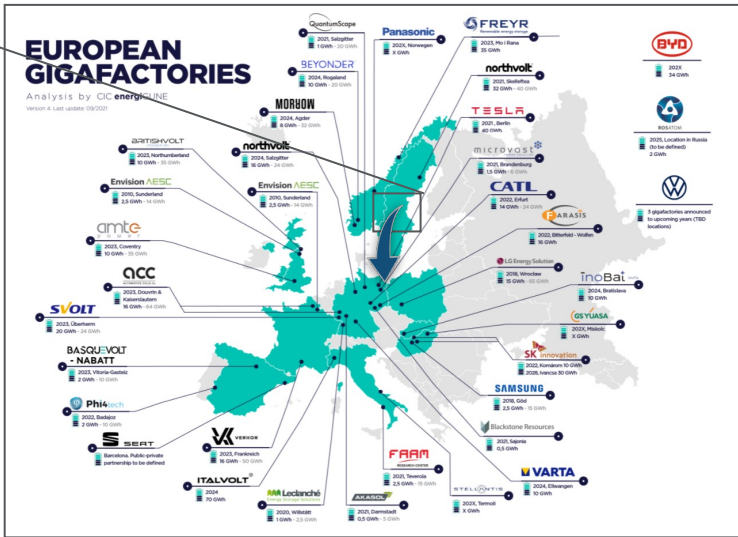 EUROPEAN
GIGAFACTORIES
Analysis by CIC energiGUNE
Version 4. Last update: 09/2021
QuantumScape
2021, Salzgitter
1 GWh - 20 GWh
Panasonic
202X, Norwegen
X GWh
FREYR
Renewable energy storage
2023, Mo i Rana
35 GWh
BYD
202X
34 GWh
BEYONDER
2024, Rogaland
10 GWh - 20 GWh
northvolt
2021, Skelleftea
32 GWh - 40 GWh
MORROW
2024, Agder
8 GWh - 32 GWh
TESLA
2021, Berlin
40 GWh
ROSATOM
2025, Location in Russia
(to be defined)
2 GWh
BRITISHVOLT
2023, Northumberland
10 GWh - 35 GWh
northvolt
2024, Salzgitter
16 GWh - 24 GWh
microvast
2021, Brandenburg
1,5 GWh - 6 GWh
Envision AESC
2010, Sunderland
2,5 GWh - 14 GWh
Envision AESC
2010, Sunderland
2,5 GWh - 14 GWh
CATL
2022, Erfurt
14 GWh - 24 GWh
3 gigafactories announced
to upcoming years (TBD
locations)
FARASIS
2022, Bitterfeld - Wolfen
16 GWh
amte
POWER
2023, Coventry
10 GWh - 35 GWh
LG Energy Solution
2018, Wroclaw
15 GWh - 65 GWh
acc
2023, Douvrin &
Kaiserslautern
16 GWh - 64 GWh
inoBat
2024, Bratislava
10 GWh
SVOLT
2023, Überherrn
20 GWh - 24 GWh
GS YUASA
202X, Miskolc
X GWh
BASQUEVOLT
- NABATT
2023, Vitoria-Gasteiz
2 GWh - 10 GWh
SK innovation
2022, Komárom 10 GWh
2028, Ivancsa 30 GWh
SAMSUNG
2018, Göd
2,5 GWh - 15 GWh
Phi4tech
2022, Badajoz
2 GWh - 10 GWh
Blackstone Resources
2021, Sajonia
0,5 GWh
SEAT
Barcelona, Public-private
partnership to be defined
VERKOR
2023, Frankreich
16 GWh - 50 GWh
FAAM
RESEARCH CENTER
2021, Teverola
2,5 GWh - 15 GWh
VARTA
2024, Ellwangen
10 GWh
ITALVOLT
2024
70 GWh
Leclanché
Energy Storage Solutions
2020, Willstätt
1 GWh - 2,5 GWh
AKASOL
2021, Darmstadt
0,5 GWh - 5 GWh
STELLANTIS
202X, Termoli
X GWh